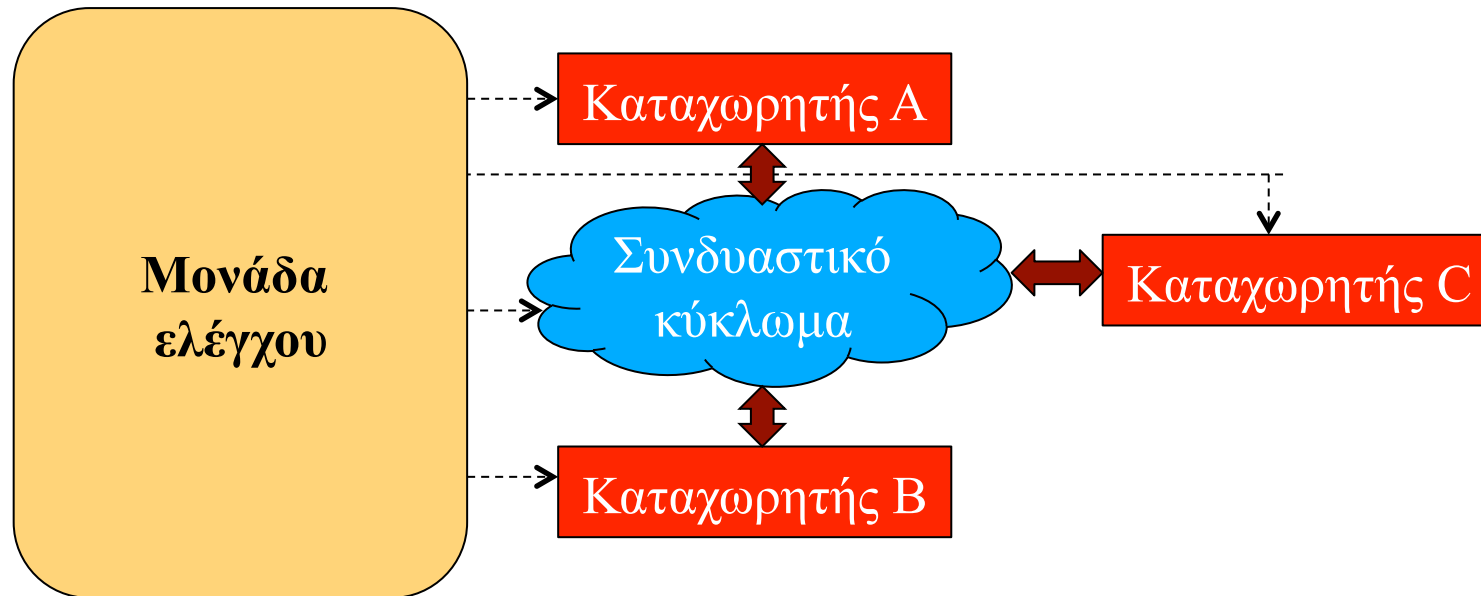 Καταχωρητής A
Συνδυαστικό
κύκλωμα
Μονάδα
ελέγχου
Καταχωρητής C
Καταχωρητής B